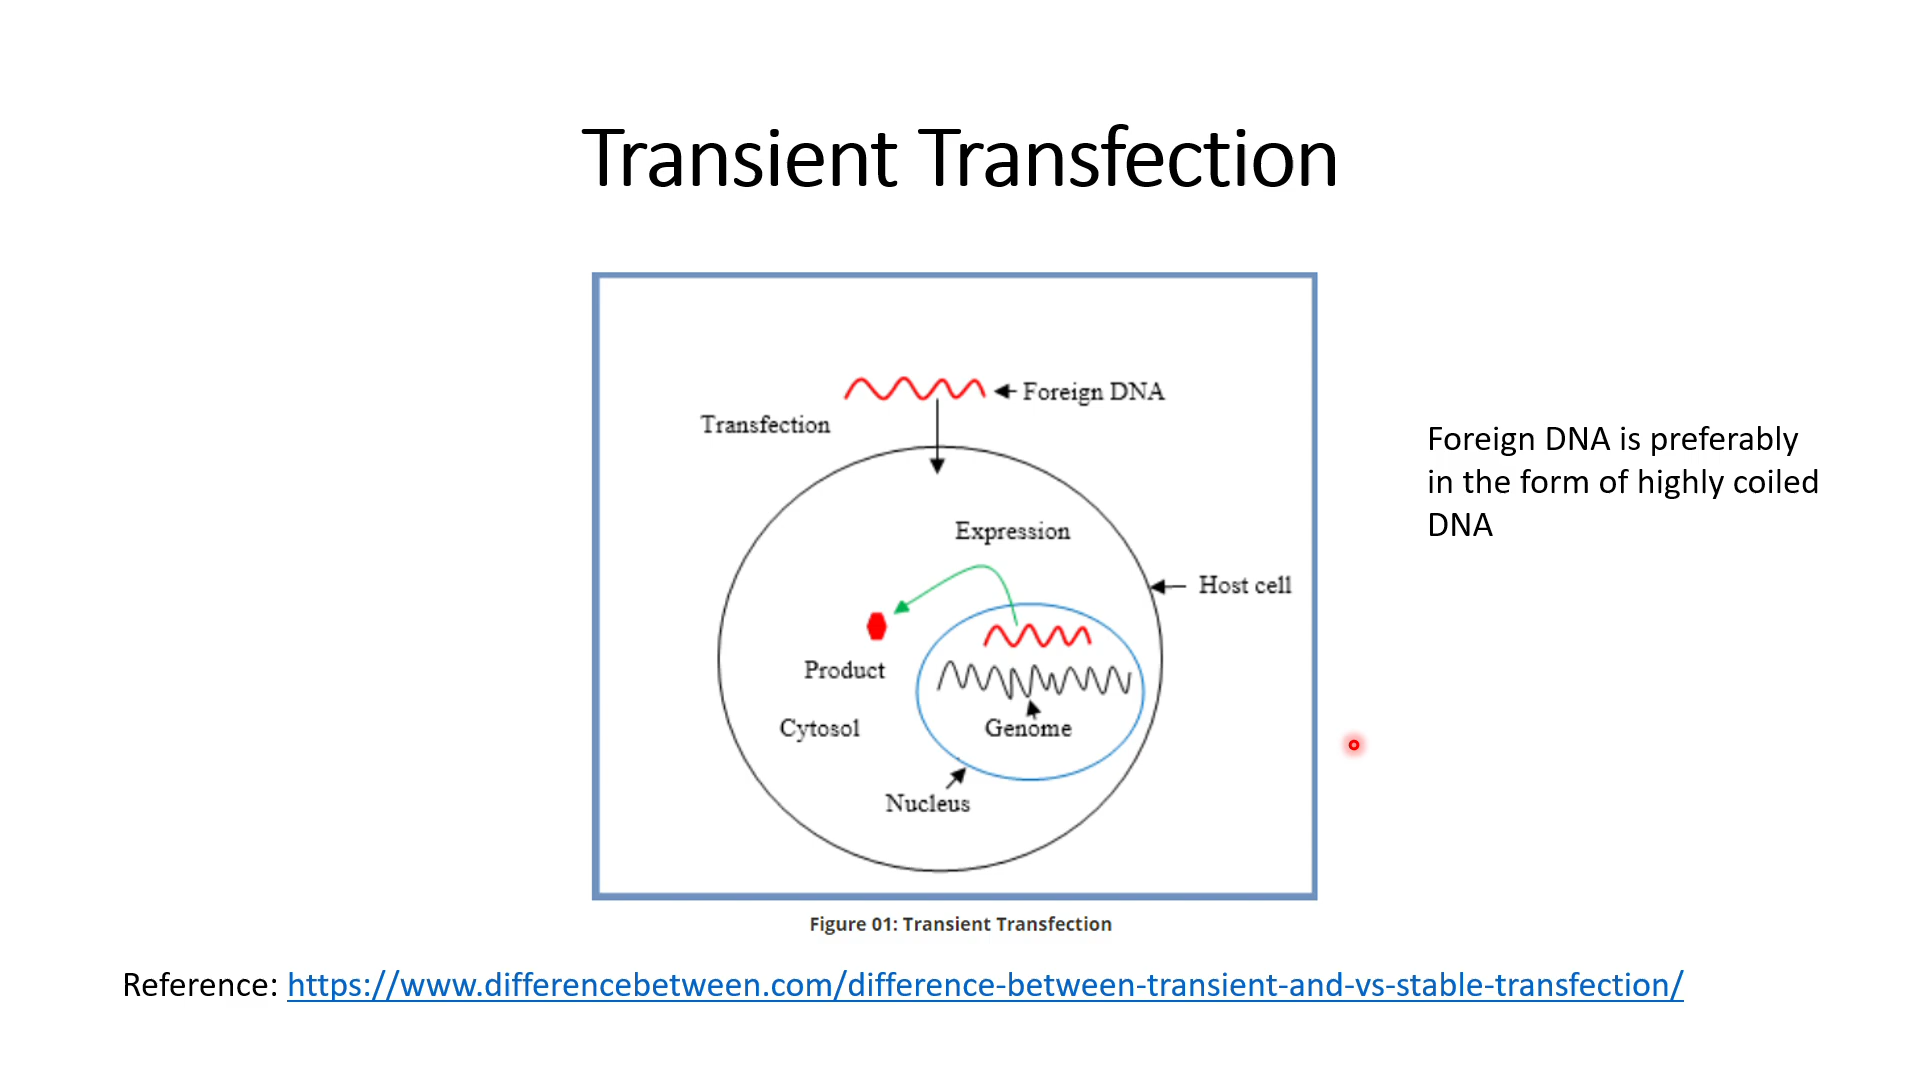 Transient Transfection
Foreign DNA
Transfection
Foreign DNA is preferably
in the form of highly coiled
DNA
Expression
Host cell
Product
Cytosol
Genome
Nucleus
Figure 01: Transient Transfection
Reference: https://www.differencebetween.com/difference-between-transient-and-vs-stable-transfection/